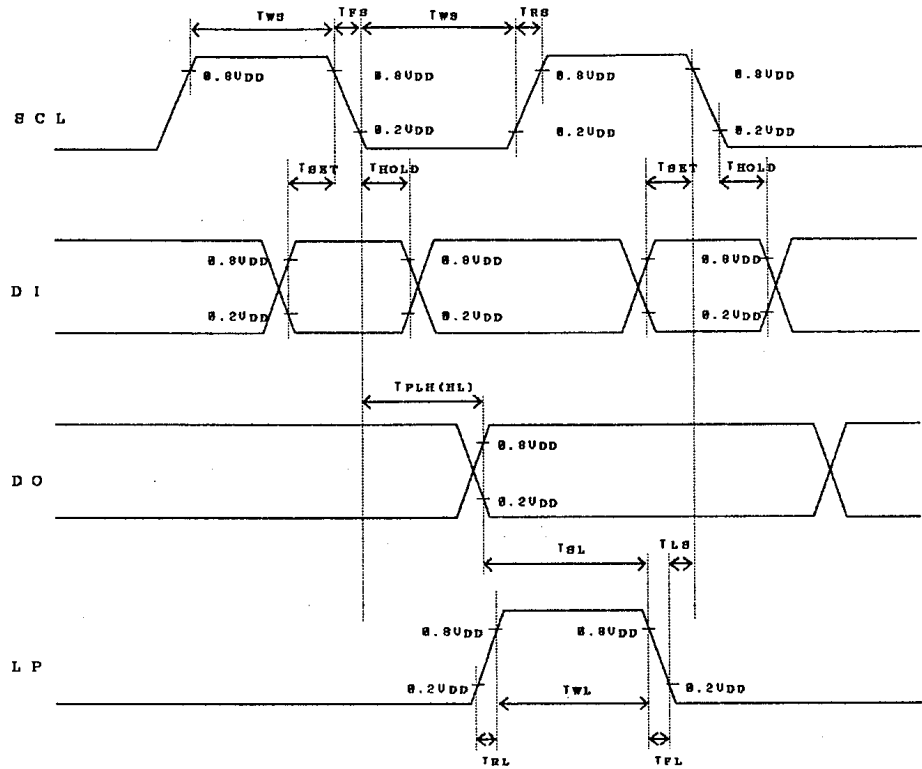 TWS TFS TWS TRS
0.8VDD 0.8VDD 0.8VDD 0.8VDD
SCL
0.2VDD 0.2VDD 0.2VDD
TSET THOLD TSET THOLD
0.8VDD 0.8VDD 0.8VDD 0.8VDD
DI
0.2VDD 0.2VDD 0.2VDD 0.2VDD
TPLH(HL)
0.8VDD
DO
0.2VDD
TSL TLS
0.8VDD 0.8VDD
LP
0.2VDD TWL 0.2VDD
TRL TFL